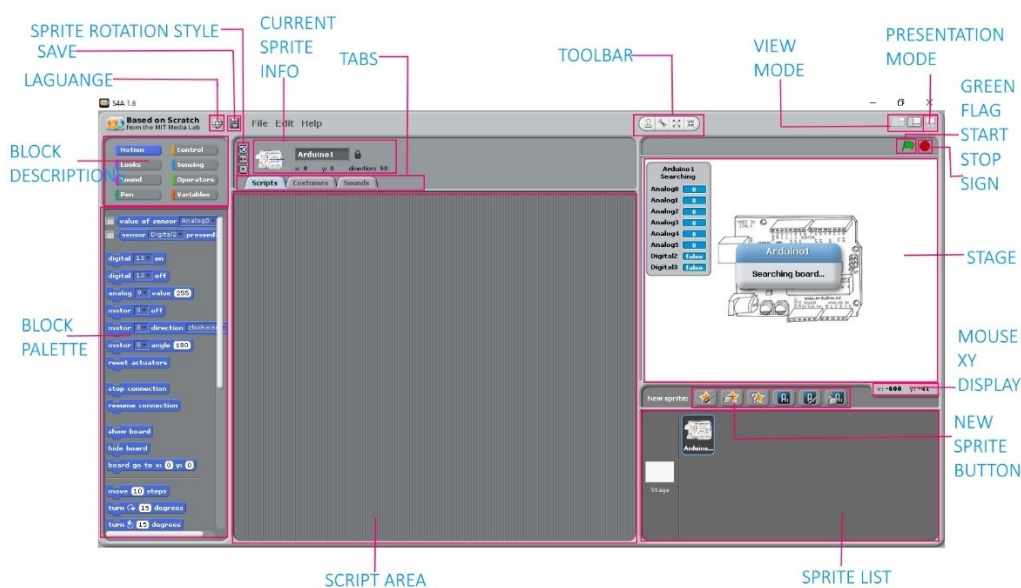 SPRITE ROTATION STYLE
SAVE
LAGUANGE
CURRENT
SPRITE
INFO
TABS
TOOLBAR
VIEW
MODE
PRESENTATION
MODE
GREEN
FLAG
START
STOP
SIGN
S4A 1.6
Based on Scratch
from the MIT Media Lab
File Edit Help
BLOCK
DESCRIPTION
Motion Control
Looks Sensing
Sound Operators
Pen Variables
Arduino1
x: 0 y: 0 direction: 90
Scripts Costumes Sounds
value of sensor Analog0
sensor Digital2 pressed?
digital 13 on
digital 13 off
analog 9 value 255
motor 8 off
motor 8 direction clockwise
motor 8 angle 180
reset actuators
stop connection
resume connection
show board
hide board
board go to x: 0 y: 0
move 10 steps
turn 15 degrees
turn 15 degrees
BLOCK
PALETTE
Arduino1
Searching
Analog0 0
Analog1 0
Analog2 0
Analog3 0
Analog4 0
Analog5 0
Digital2 false
Digital3 false
Arduino1
Searching board...
STAGE
MOUSE
XY
DISPLAY
x: -600 y: -41
New sprite:
Arduino...
Stage
NEW
SPRITE
BUTTON
SCRIPT AREA
SPRITE LIST